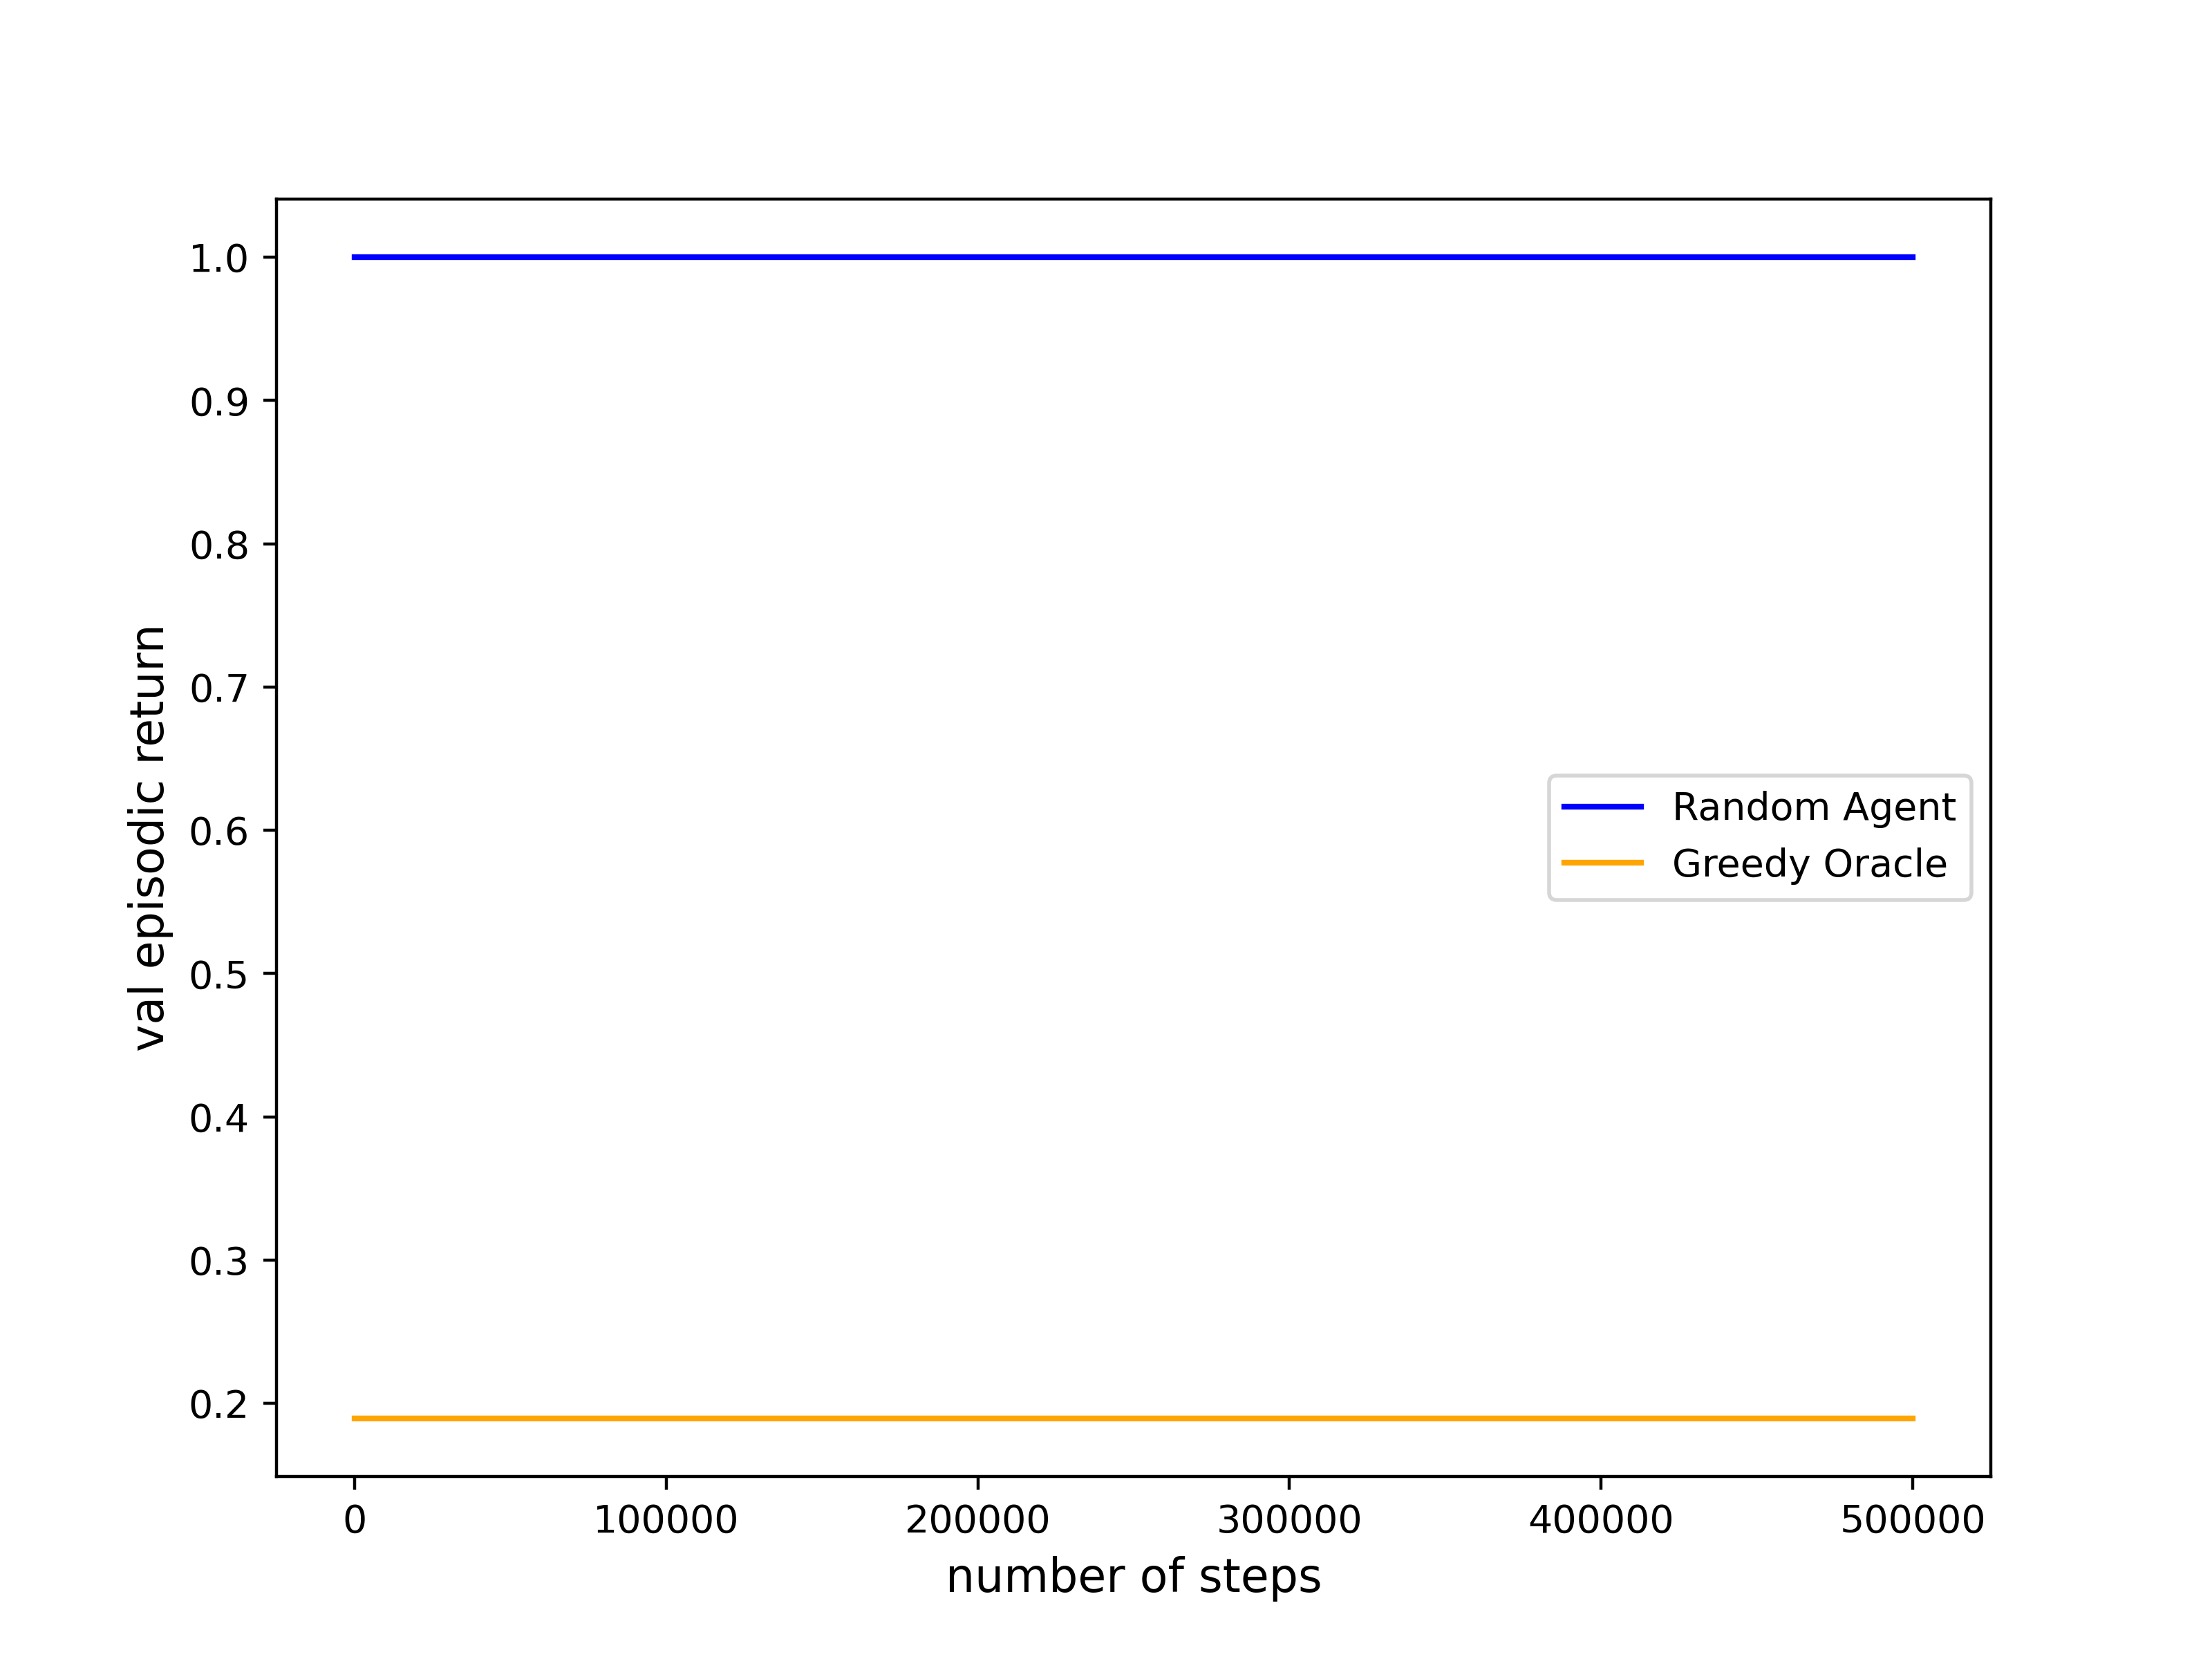 1.0
0.9
0.8
0.7
0.6
0.5
0.4
0.3
0.2
val episodic return
Random Agent
Greedy Oracle
0 100000 200000 300000 400000 500000
number of steps